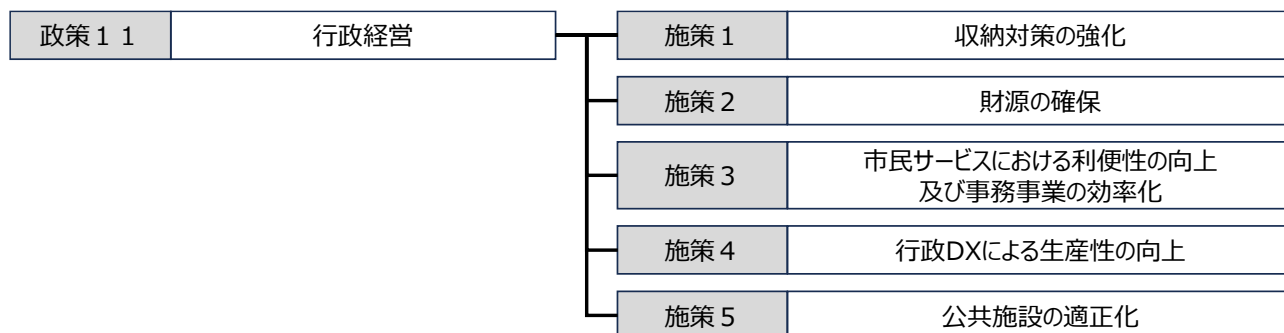 政策１１ 行政経営
施策１ 収納対策の強化
施策２ 財源の確保
施策３ 市民サービスにおける利便性の向上
及び事務事業の効率化
施策４ 行政DXによる生産性の向上
施策５ 公共施設の適正化